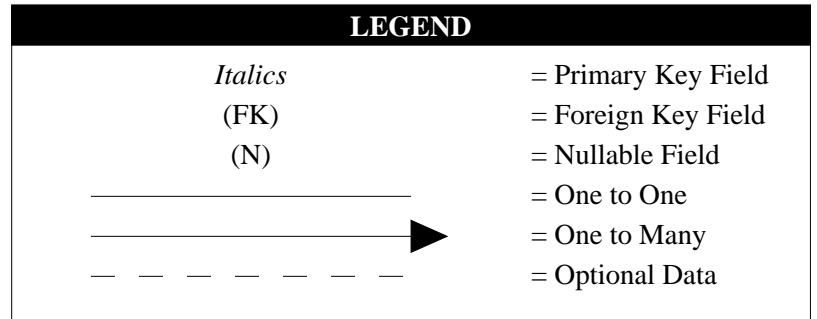 LEGEND
Italics = Primary Key Field
(FK) = Foreign Key Field
(N) = Nullable Field
= One to One
= One to Many
= Optional Data